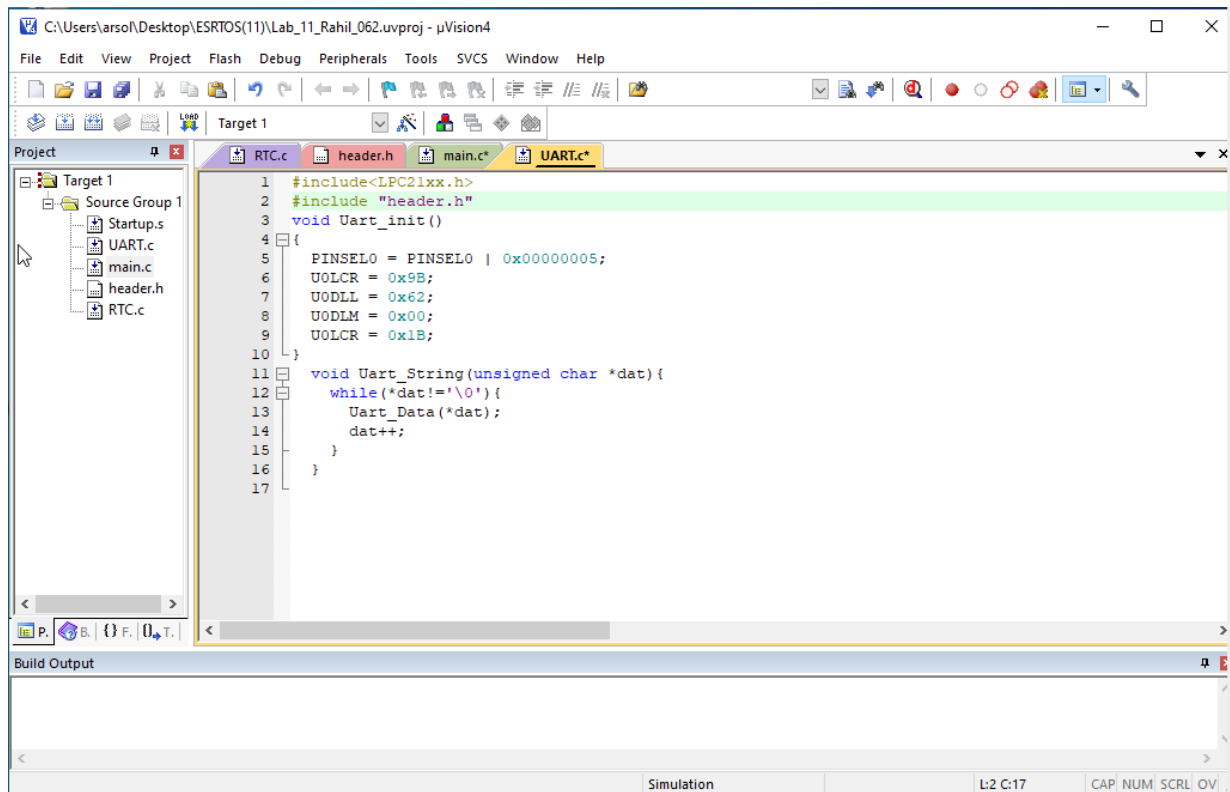 C:\Users\arsol\Desktop\ESRTOS(11)\Lab_11_Rahil_062.uvproj - µVision4
File Edit View Project Flash Debug Peripherals Tools SVCS Window Help
LOAD Target 1
Project
RTC.c header.h main.c* UART.c*
Target 1
Source Group 1
Startup.s
UART.c
main.c
header.h
RTC.c
1 #include<LPC21xx.h>
2 #include "header.h"
3 void Uart_init()
4 {
5 PINSEL0 = PINSEL0 | 0x00000005;
6 U0LCR = 0x9B;
7 U0DLL = 0x62;
8 U0DLM = 0x00;
9 U0LCR = 0x1B;
10 }
11 void Uart_String(unsigned char *dat){
12 while(*dat!='\0'){
13 Uart_Data(*dat);
14 dat++;
15 }
16 }
17
P. B. {} F. 0 T.
Build Output
Simulation L:2 C:17 CAP NUM SCRL OV